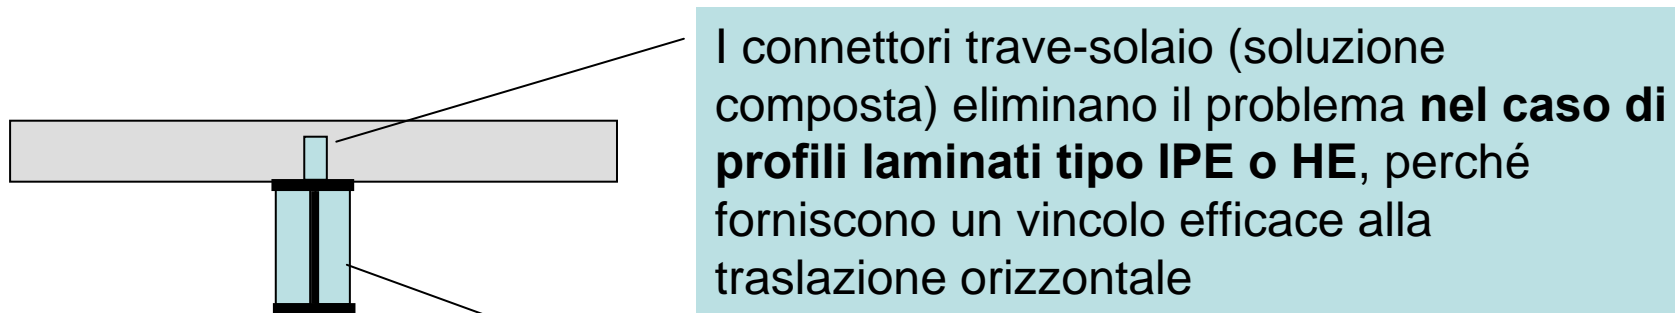 I connettori trave-solaio (soluzione
composta) eliminano il problema nel caso di
profili laminati tipo IPE o HE, perché
forniscono un vincolo efficace alla
traslazione orizzontale